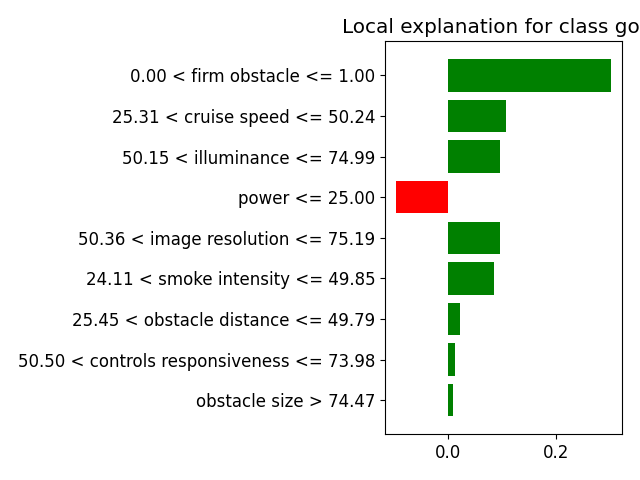 Local explanation for class go
0.00 < firm obstacle <= 1.00
25.31 < cruise speed <= 50.24
50.15 < illuminance <= 74.99
power <= 25.00
50.36 < image resolution <= 75.19
24.11 < smoke intensity <= 49.85
25.45 < obstacle distance <= 49.79
50.50 < controls responsiveness <= 73.98
obstacle size > 74.47
0.0 0.2